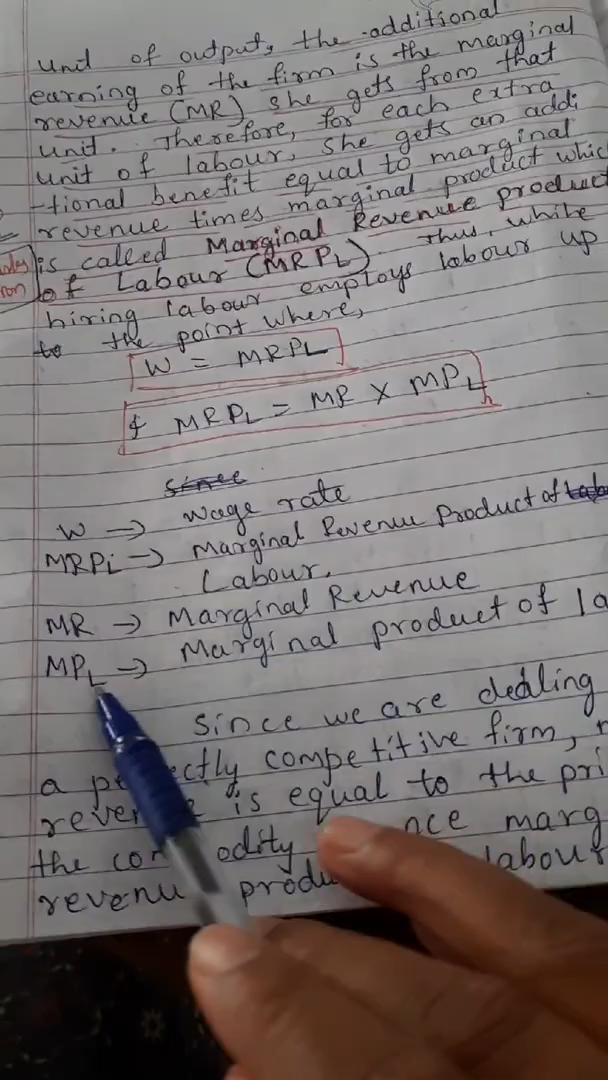 unit of output, the additional
earning of the firm is the marginal
revenue (MR) she gets from that
unit. Therefore, for each extra
unit of labour, she gets an addi
-tional benefit equal to marginal
revenue times marginal product whic
is called Marginal Revenue product
of Labour (MRPL). Thus, while
hiring labour employs labour up
to the point where,
W = MRPL
& MRPL = MR X MPL
since
W → wage rate
MRPL → Marginal Revenue Product of
Labour.
MR → Marginal Revenue
MPL → Marginal product of la
Since we are dealing
a competitive firm,
is equal to the pri
the marg
revenu labour